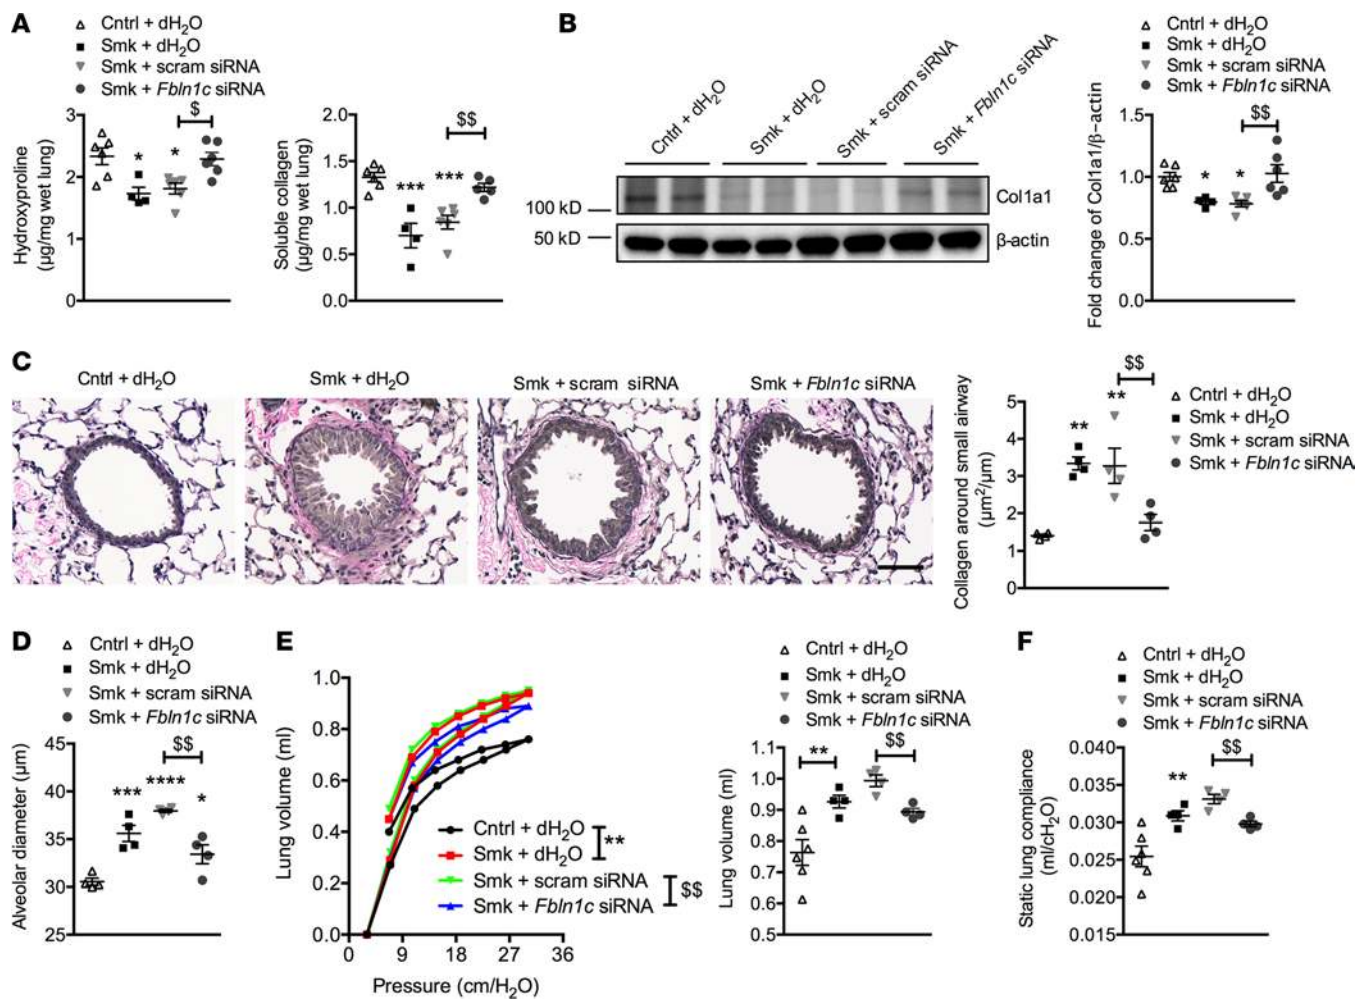 A
Cntrl + dH₂O
Smk + dH₂O
Smk + scram siRNA
Smk + Fbln1c siRNA
Hydroxyproline
(µg/mg wet lung)
3
2
1
0
*
*
$
Soluble collagen
(µg/mg wet lung)
2.0
1.5
1.0
0.5
0.0
***
***
$$
B
Cntrl + dH₂O
Smk + dH₂O
Smk + scram siRNA
Smk + Fbln1c siRNA
100 kD
50 kD
Col1a1
β-actin
Cntrl + dH₂O
Smk + dH₂O
Smk + scram siRNA
Smk + Fbln1c siRNA
Fold change of Col1a1/β-actin
1.5
1.0
0.5
0.0
*
*
$$
C
Cntrl + dH₂O
Smk + dH₂O
Smk + scram siRNA
Smk + Fbln1c siRNA
Collagen around small airway
(µm²/µm)
5
4
3
2
1
0
**
**
$$
Cntrl + dH₂O
Smk + dH₂O
Smk + scram siRNA
Smk + Fbln1c siRNA
D
Cntrl + dH₂O
Smk + dH₂O
Smk + scram siRNA
Smk + Fbln1c siRNA
Alveolar diameter (µm)
45
40
35
30
25
***
****
$$
*
E
Lung volume (ml)
1.0
0.8
0.6
0.4
0.2
0.0
0 9 18 27 36
Pressure (cm/H₂O)
Cntrl + dH₂O
Smk + dH₂O
Smk + scram siRNA
Smk + Fbln1c siRNA
**
$$
Cntrl + dH₂O
Smk + dH₂O
Smk + scram siRNA
Smk + Fbln1c siRNA
Lung volume (ml)
1.1
1.0
0.9
0.8
0.7
0.6
0.5
**
$$
F
Cntrl + dH₂O
Smk + dH₂O
Smk + scram siRNA
Smk + Fbln1c siRNA
Static lung compliance
(ml/cH₂O)
0.040
0.035
0.030
0.025
0.020
0.015
**
$$